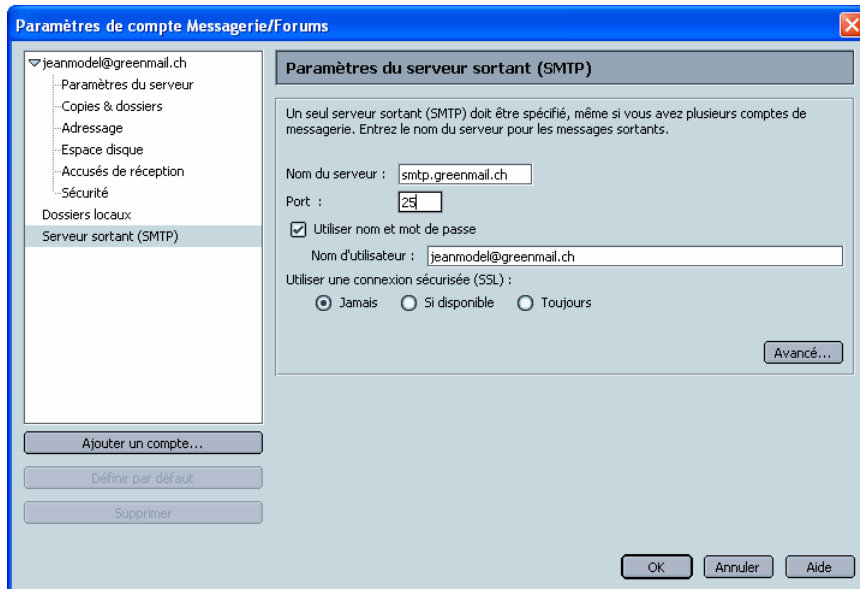 Paramètres de compte Messagerie/Forums
jeanmodel@greenmail.ch
Paramètres du serveur
Copies & dossiers
Adressage
Espace disque
Accusés de réception
Sécurité
Dossiers locaux
Serveur sortant (SMTP)
Ajouter un compte...
Définir par défaut
Supprimer
Paramètres du serveur sortant (SMTP)
Un seul serveur sortant (SMTP) doit être spécifié, même si vous avez plusieurs comptes de
messagerie. Entrez le nom du serveur pour les messages sortants.
Nom du serveur : smtp.greenmail.ch
Port : 25
Utiliser nom et mot de passe
Nom d'utilisateur : jeanmodel@greenmail.ch
Utiliser une connexion sécurisée (SSL) :
Jamais Si disponible Toujours
Avancé...
OK Annuler Aide